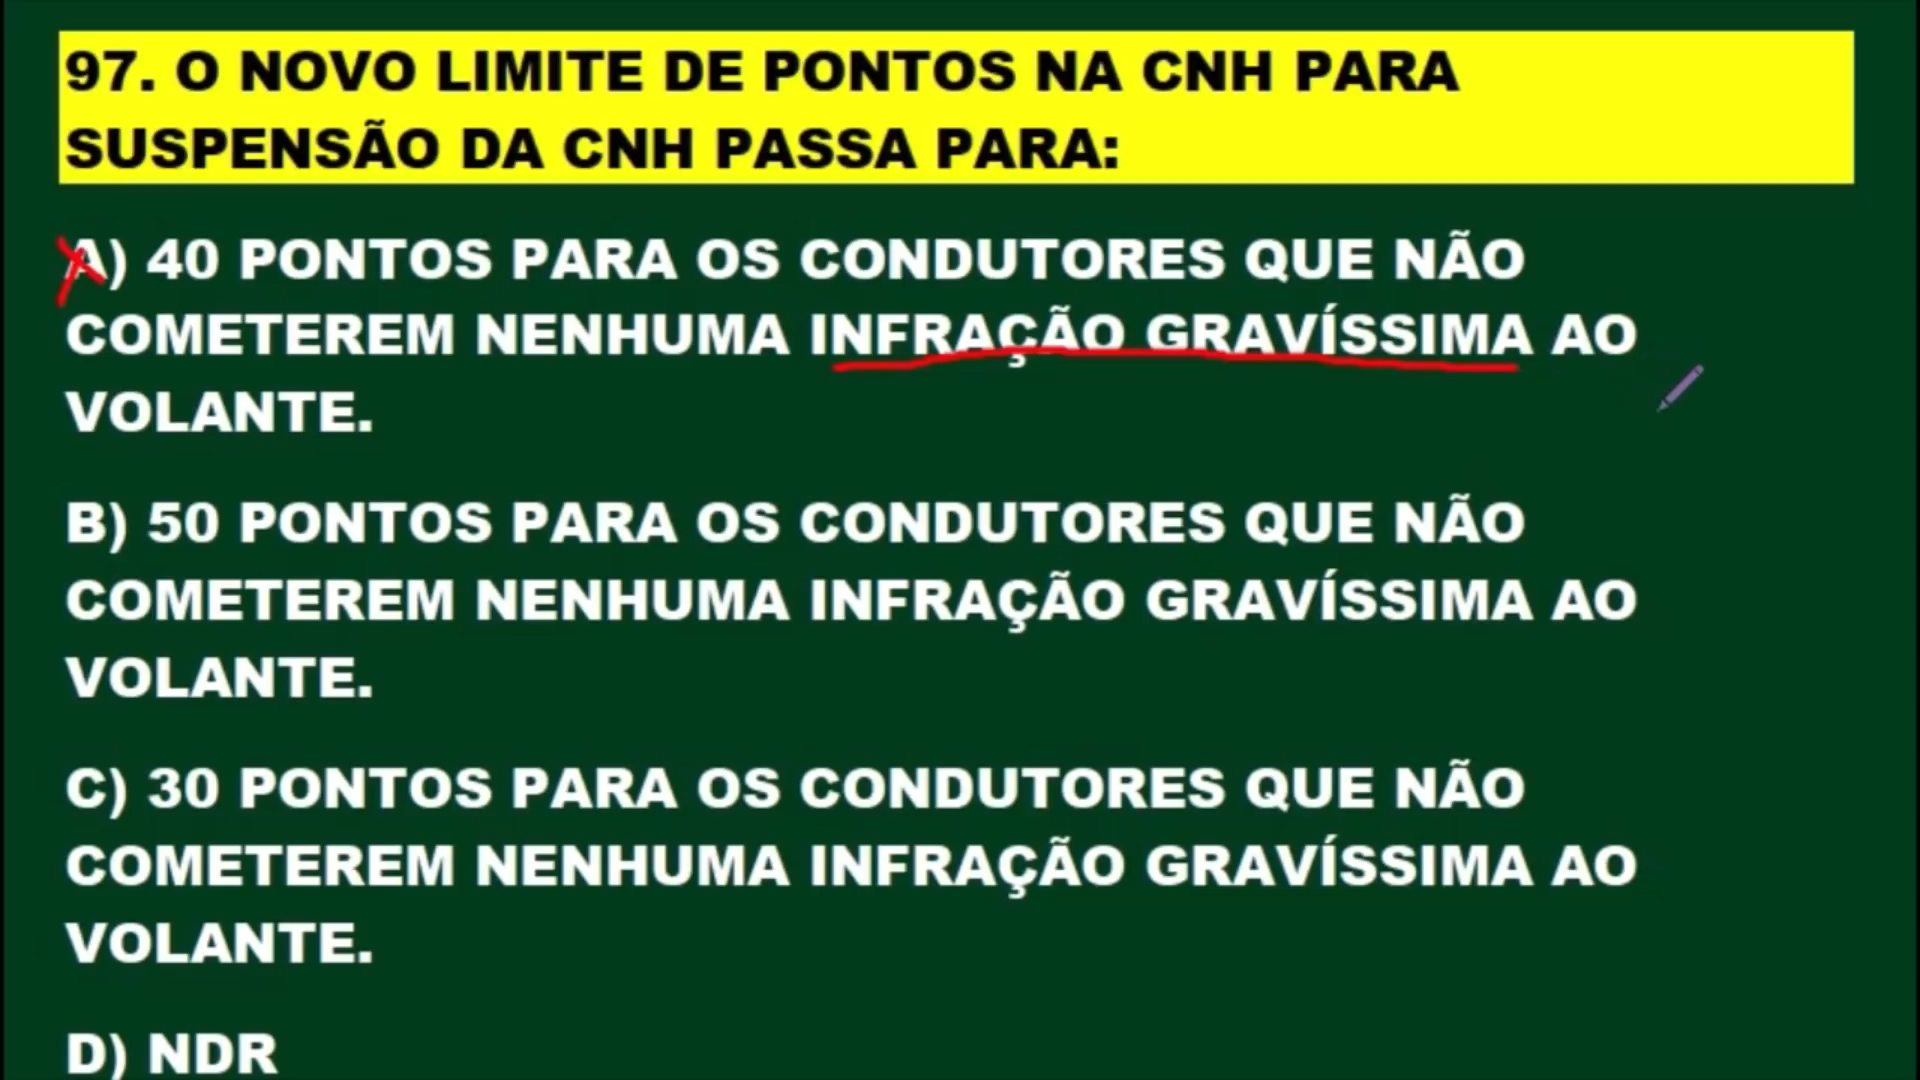 97. O NOVO LIMITE DE PONTOS NA CNH PARA
SUSPENSÃO DA CNH PASSA PARA:
A) 40 PONTOS PARA OS CONDUTORES QUE NÃO
COMETEREM NENHUMA INFRAÇÃO GRAVÍSSIMA AO
VOLANTE.
B) 50 PONTOS PARA OS CONDUTORES QUE NÃO
COMETEREM NENHUMA INFRAÇÃO GRAVÍSSIMA AO
VOLANTE.
C) 30 PONTOS PARA OS CONDUTORES QUE NÃO
COMETEREM NENHUMA INFRAÇÃO GRAVÍSSIMA AO
VOLANTE.
D) NDR